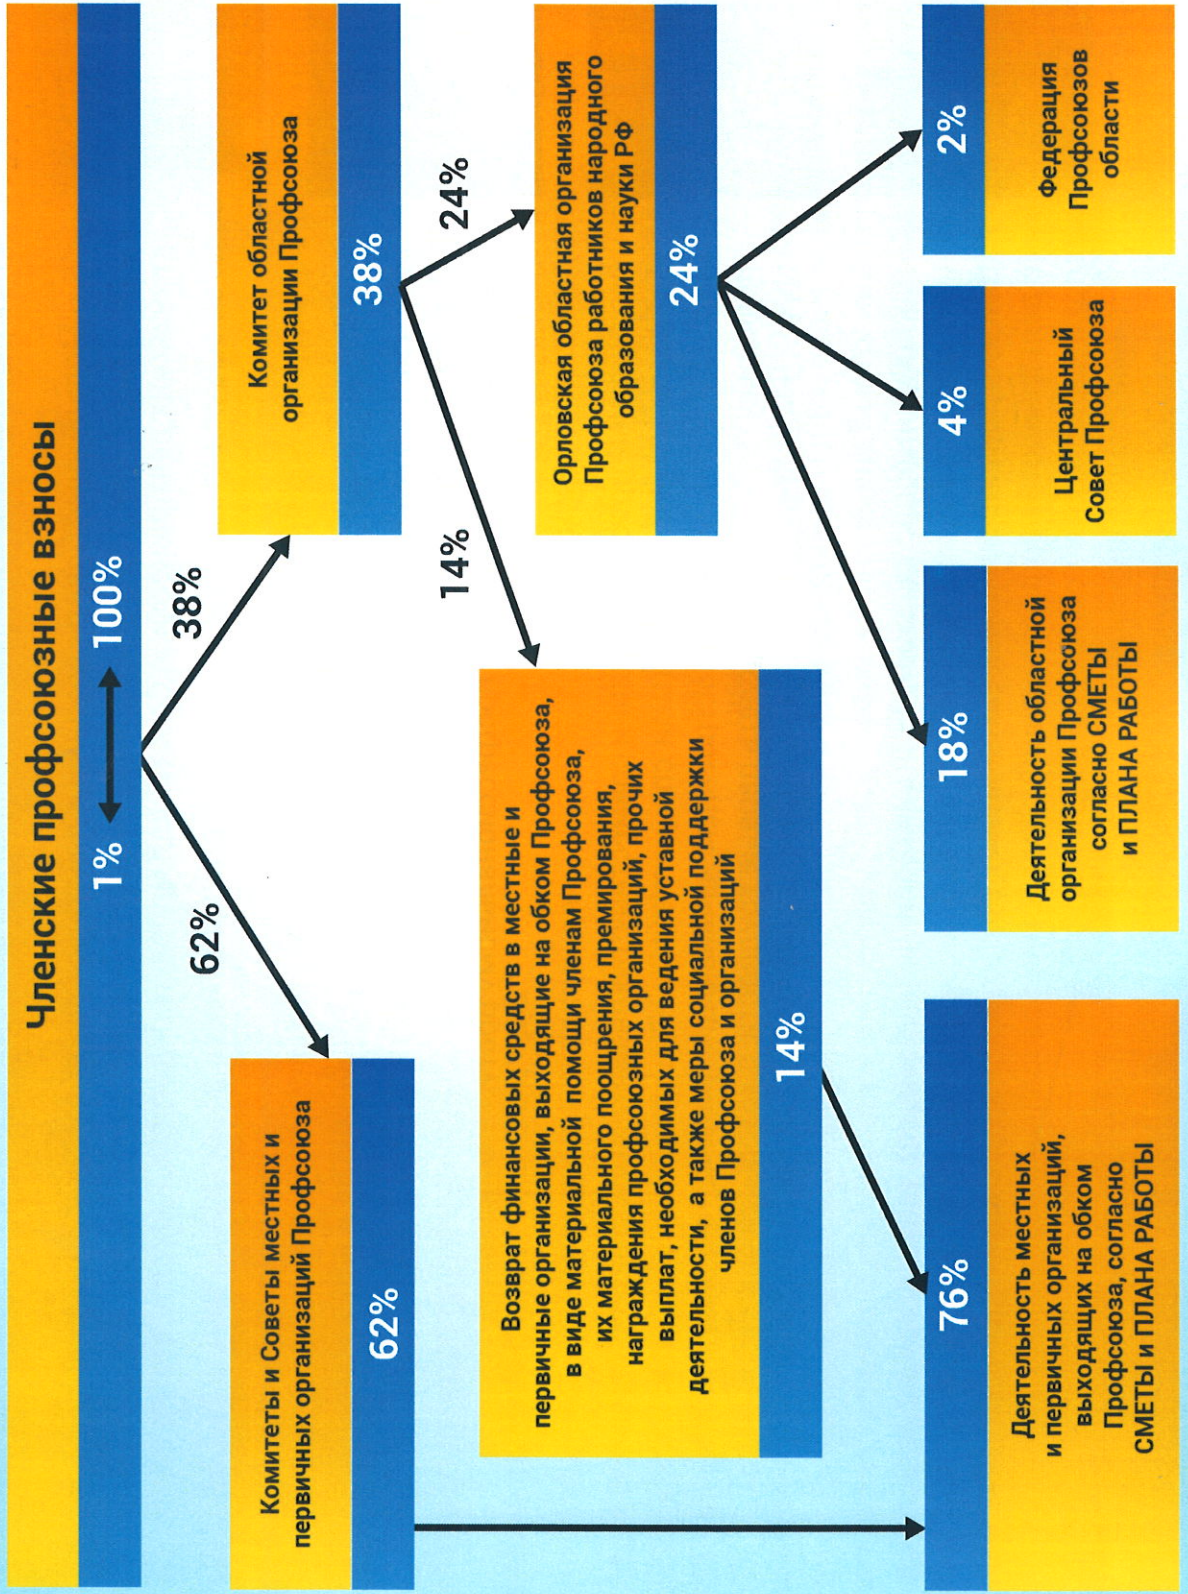 Членские профсоюзные взносы
1% 100%
62%
38%
Комитеты и Советы местных и
первичных организаций Профсоюза
62%
Комитет областной
организации Профсоюза
38%
14%
24%
Возврат финансовых средств в местные и
первичные организации, выходящие на обком Профсоюза,
в виде материальной помощи членам Профсоюза,
их материального поощрения, премирования,
награждения профсоюзных организаций, прочих
выплат, необходимых для ведения уставной
деятельности, а также меры социальной поддержки
членов Профсоюза и организаций
14%
Орловская областная организация
Профсоюза работников народного
образования и науки РФ
24%
76%
Деятельность местных
и первичных организаций,
выходящих на обком
Профсоюза, согласно
СМЕТЫ и ПЛАНА РАБОТЫ
18%
Деятельность областной
организации Профсоюза
согласно СМЕТЫ
и ПЛАНА РАБОТЫ
4%
Центральный
Совет Профсоюза
2%
Федерация
Профсоюзов
области